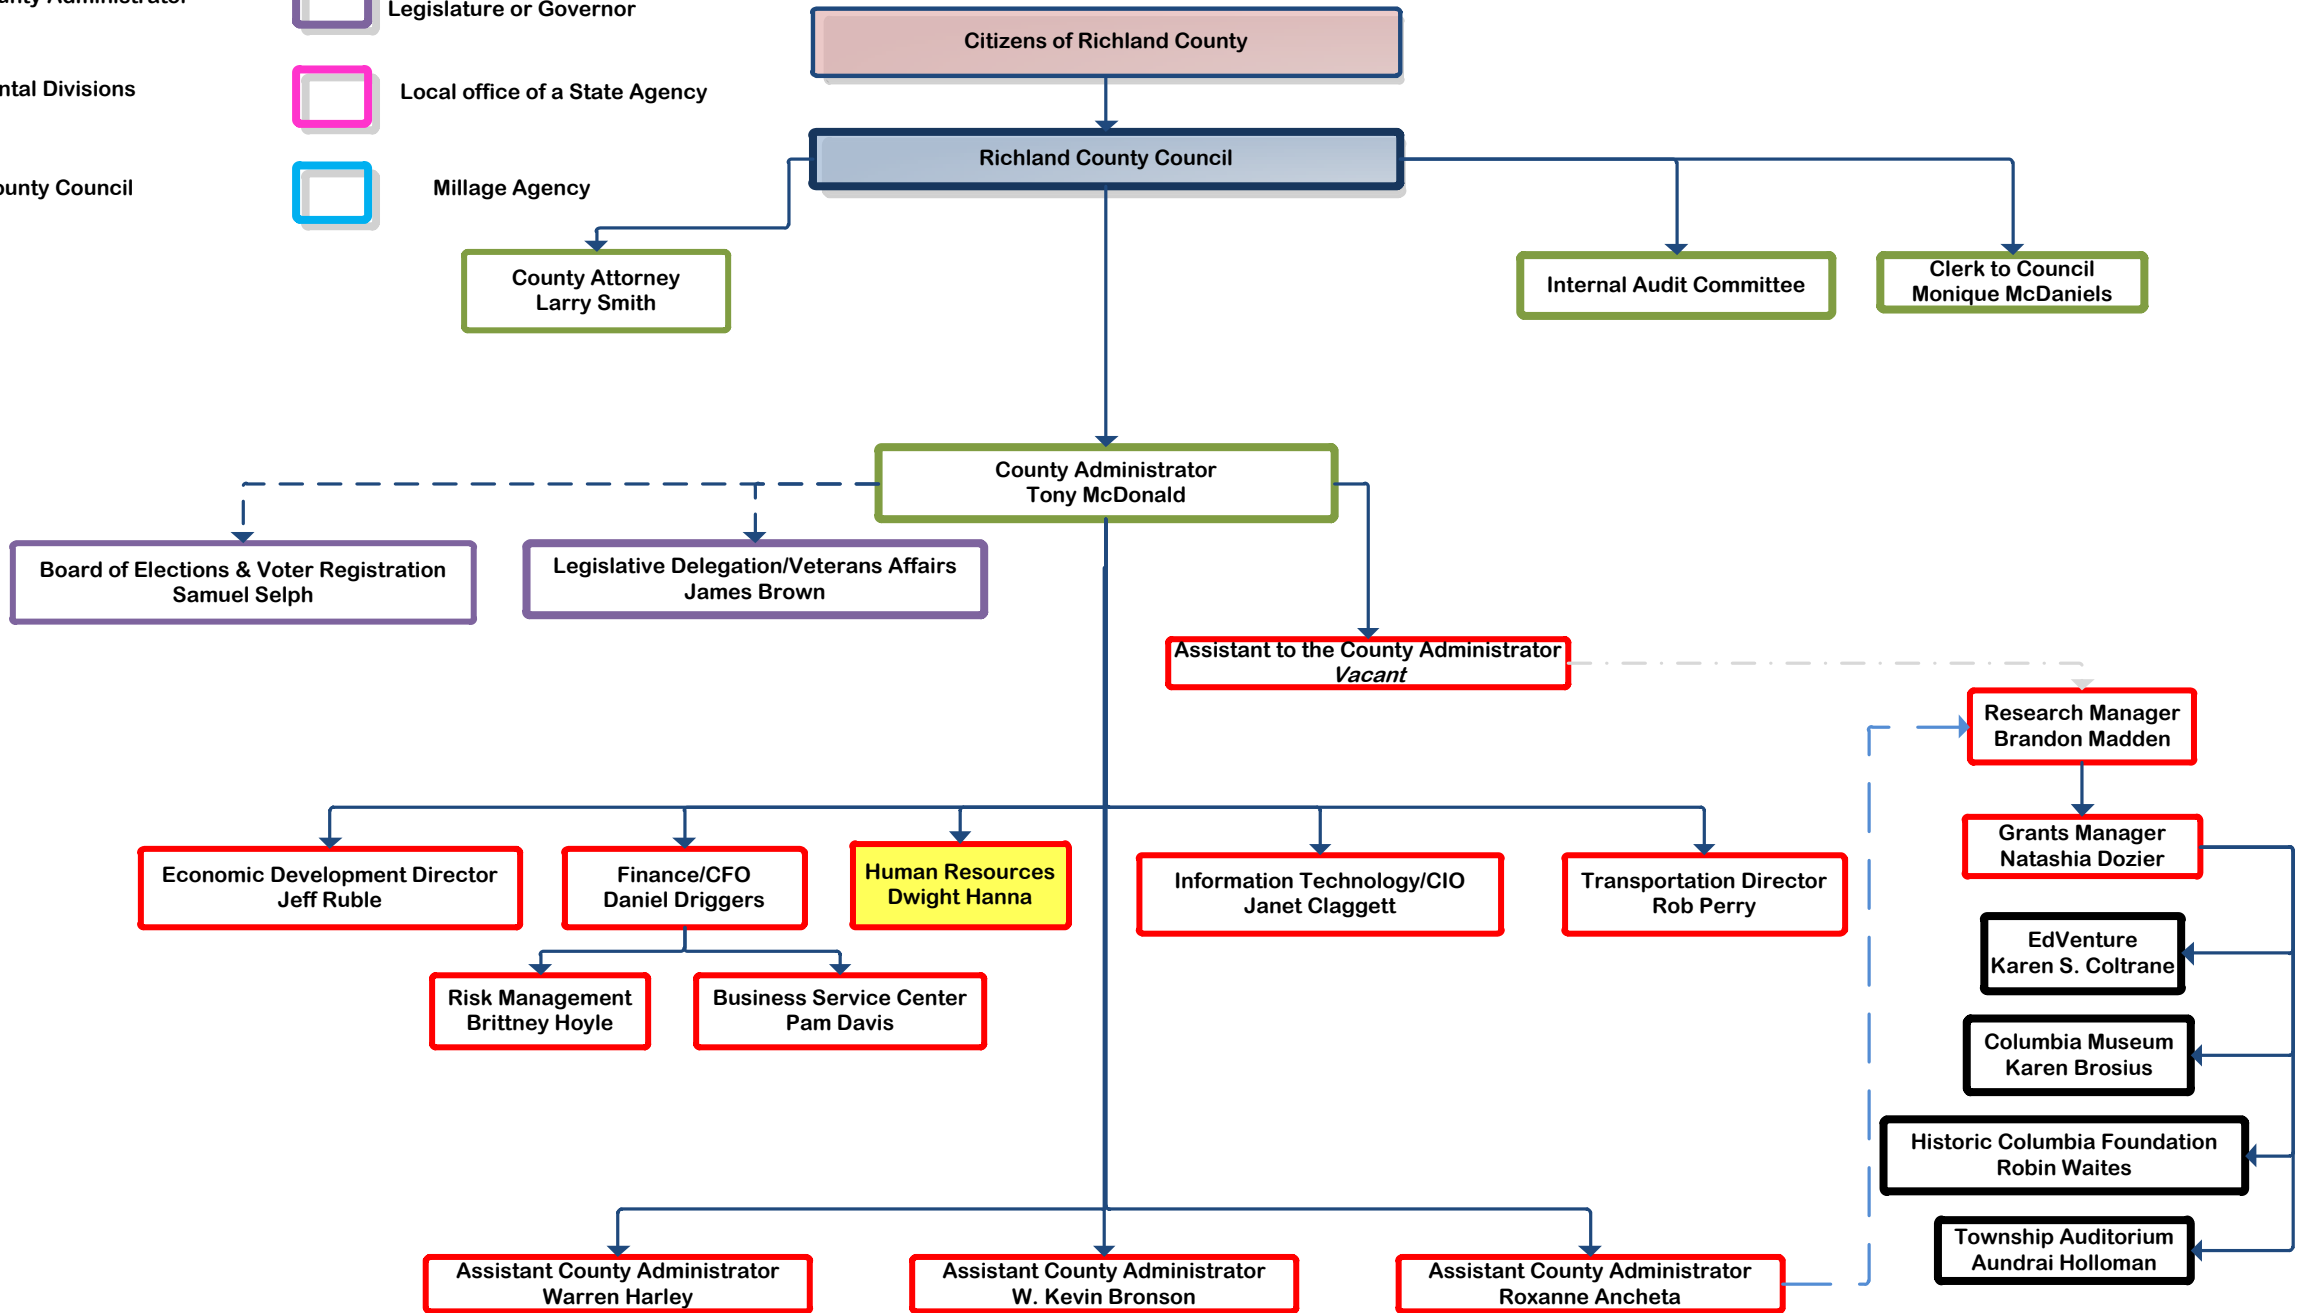 Legislature or Governor
Divisions
Local office of a State Agency
Council
Millage Agency
Citizens of Richland County
Richland County Council
County Attorney
Larry Smith
Internal Audit Committee
Clerk to Council
Monique McDaniels
County Administrator
Tony McDonald
Board of Elections & Voter Registration
Samuel Selph
Legislative Delegation/Veterans Affairs
James Brown
Assistant to the County Administrator
Vacant
Research Manager
Brandon Madden
Grants Manager
Natashia Dozier
Economic Development Director
Jeff Ruble
Finance/CFO
Daniel Driggers
Human Resources
Dwight Hanna
Information Technology/CIO
Janet Claggett
Transportation Director
Rob Perry
Risk Management
Brittney Hoyle
Business Service Center
Pam Davis
EdVenture
Karen S. Coltrane
Columbia Museum
Karen Brosius
Historic Columbia Foundation
Robin Waites
Township Auditorium
Aundrai Holloman
Assistant County Administrator
Warren Harley
Assistant County Administrator
W. Kevin Bronson
Assistant County Administrator
Roxanne Ancheta